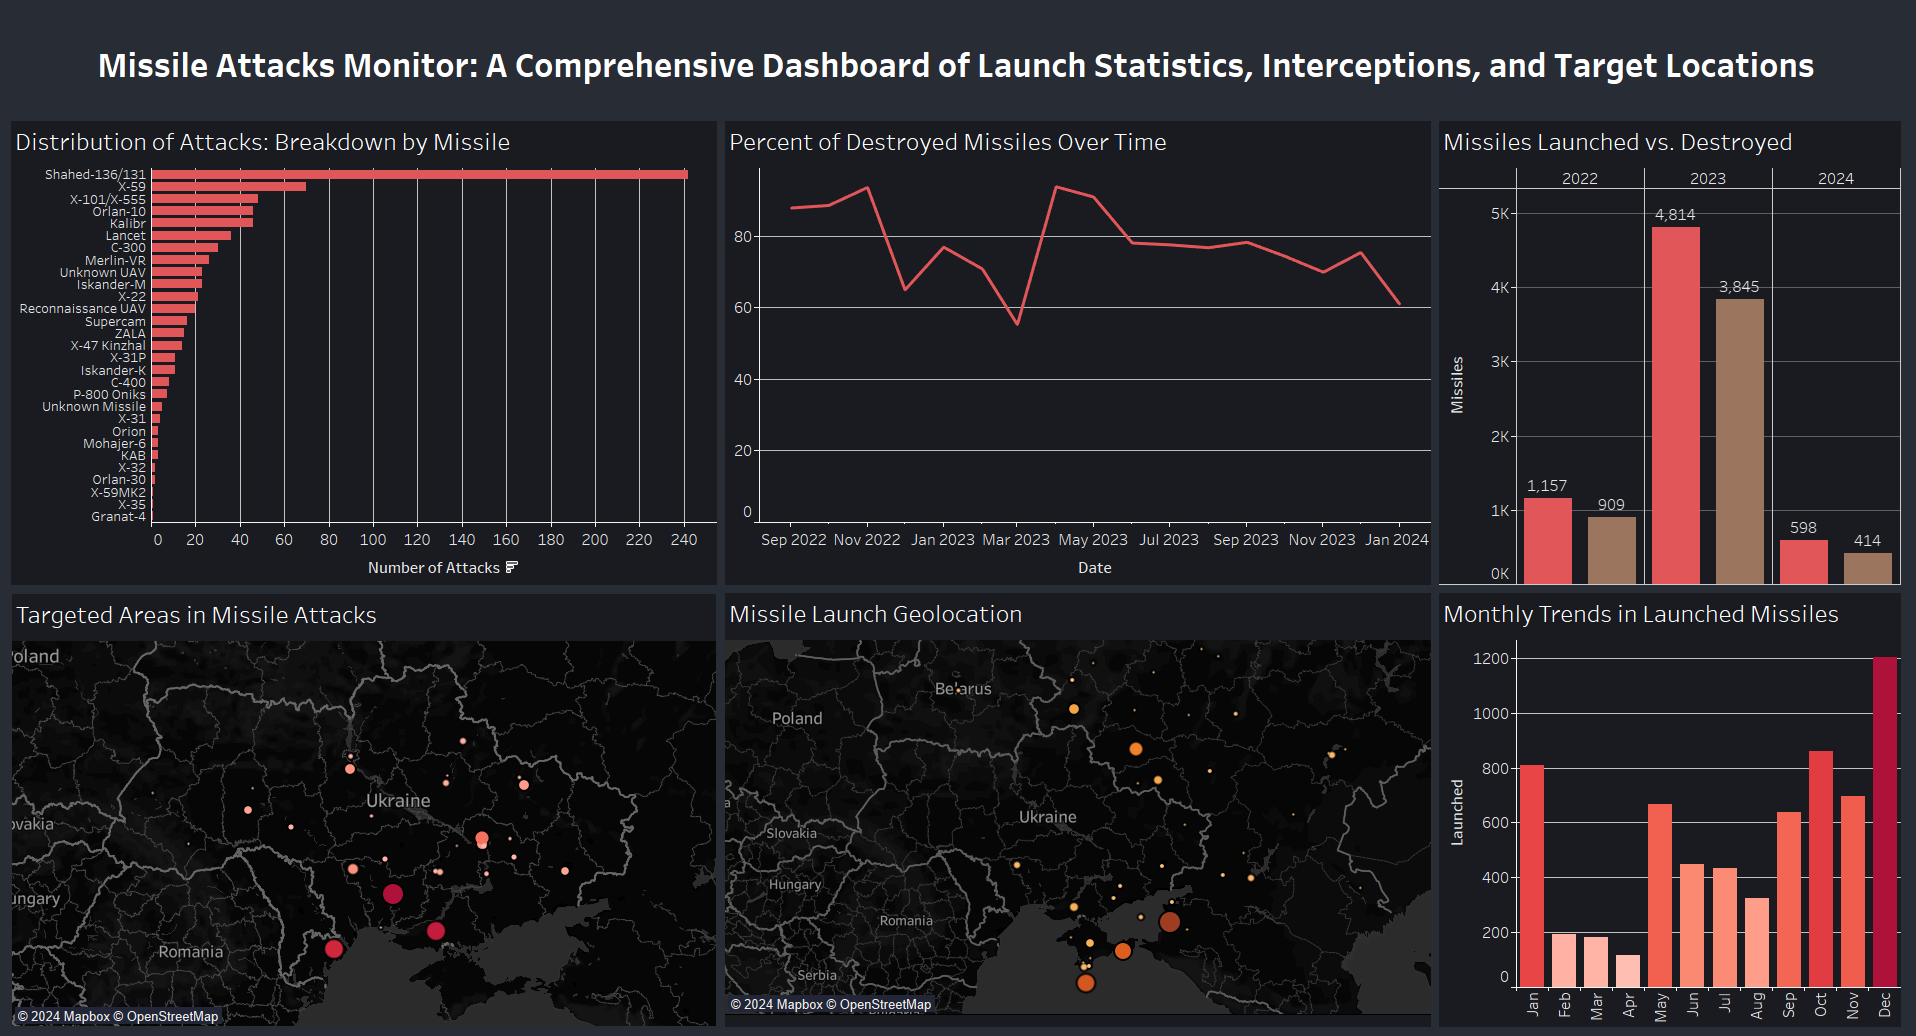 Missile Attacks Monitor: A Comprehensive Dashboard of Launch Statistics, Interceptions, and Target Locations
Distribution of Attacks: Breakdown by Missile
Shahed-136/131
X-59
X-101/X-555
Orlan-10
Kalibr
Lancet
C-300
Merlin-VR
Unknown UAV
Iskander-M
X-22
Reconnaissance UAV
Supercam
ZALA
X-47 Kinzhal
X-31P
Iskander-K
C-400
P-800 Oniks
Unknown Missile
X-31
Orion
Mohajer-6
KAB
X-32
Orlan-30
X-59MK2
X-35
Granat-4
0 20 40 60 80 100 120 140 160 180 200 220 240
Number of Attacks
Percent of Destroyed Missiles Over Time
80
60
40
20
0
Sep 2022 Nov 2022 Jan 2023 Mar 2023 May 2023 Jul 2023 Sep 2023 Nov 2023 Jan 2024
Date
Missiles Launched vs. Destroyed
2022 2023 2024
5K
4K
3K
2K
1K
0K
Missiles
1,157
909
4,814
3,845
598
414
Targeted Areas in Missile Attacks
oland
Ukraine
ovakia
ungary
Romania
© 2024 Mapbox © OpenStreetMap
Missile Launch Geolocation
Belarus
Poland
a
Ukraine
Slovakia
Hungary
Romania
Serbia
Bulgaria
© 2024 Mapbox © OpenStreetMap
Monthly Trends in Launched Missiles
1200
1000
800
600
400
200
0
Launched
Jan Feb Mar Apr May Jun Jul Aug Sep Oct Nov Dec